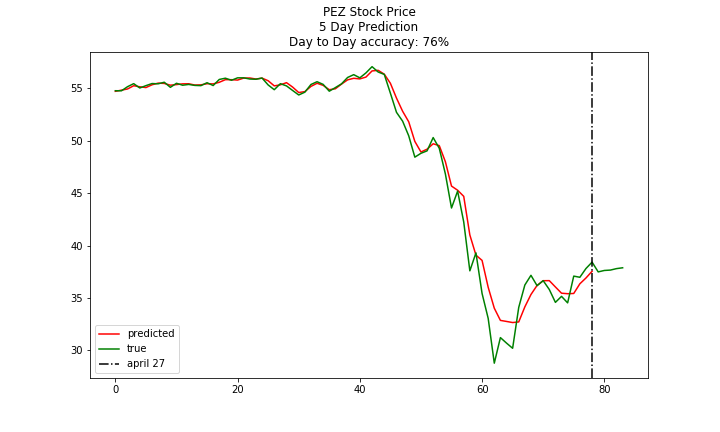 PEZ Stock Price
5 Day Prediction
Day to Day accuracy: 76%
55
50
45
40
35
30
predicted
true
april 27
0
20
40
60
80